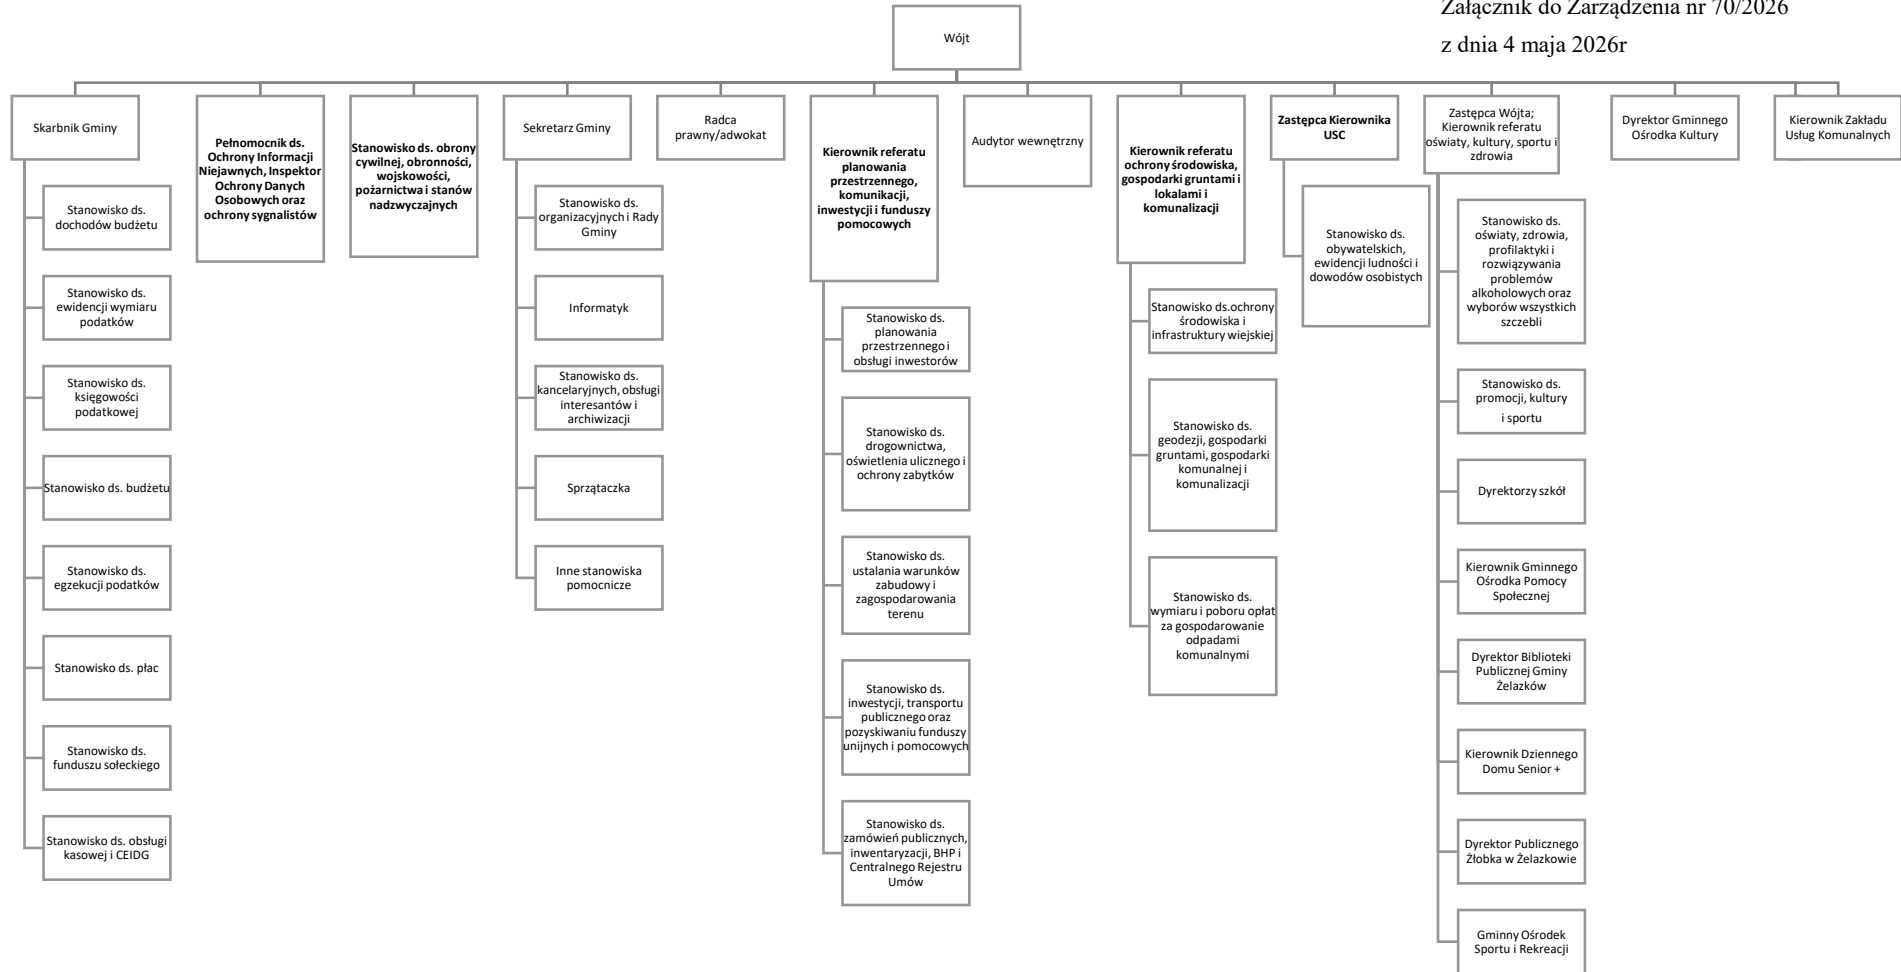 Załącznik do Zarządzenia nr 70/2026
z dnia 4 maja 2026r
Wójt
Skarbnik Gminy
Stanowisko ds.
dochodów budżetu
Stanowisko ds.
ewidencji wymiaru
podatków
Stanowisko ds.
księgowości
podatkowej
Stanowisko ds. budżetu
Stanowisko ds.
egzekucji podatków
Stanowisko ds. płac
Stanowisko ds.
funduszu sołeckiego
Stanowisko ds. obsługi
kasowej i CEIDG
Pełnomocnik ds.
Ochrony Informacji
Niejawnych, Inspektor
Ochrony Danych
Osobowych oraz
ochrony sygnalistów
Stanowisko ds. obrony
cywilnej, obronności,
wojskowości,
pożarnictwa i stanów
nadzwyczajnych
Sekretarz Gminy
Stanowisko ds.
organizacyjnych i Rady
Gminy
Informatyk
Stanowisko ds.
kancelaryjnych, obsługi
interesantów i
archiwizacji
Sprzątaczka
Inne stanowiska
pomocnicze
Radca
prawny/adwokat
Kierownik referatu
planowania
przestrzennego,
komunikacji,
inwestycji i funduszy
pomocowych
Stanowisko ds.
planowania
przestrzennego i
obsługi inwestorów
Stanowisko ds.
drogownictwa,
oświetlenia ulicznego i
ochrony zabytków
Stanowisko ds.
ustalania warunków
zabudowy i
zagospodarowania
terenu
Stanowisko ds.
inwestycji, transportu
publicznego oraz
pozyskiwaniu funduszy
unijnych i pomocowych
Stanowisko ds.
zamówień publicznych,
inwentaryzacji, BHP i
Centralnego Rejestru
Umów
Audytor wewnętrzny
Kierownik referatu
ochrony środowiska,
gospodarki gruntami i
lokalami i
komunalizacji
Stanowisko ds.ochrony
środowiska i
infrastruktury wiejskiej
Stanowisko ds.
geodezji, gospodarki
gruntami, gospodarki
komunalnej i
komunalizacji
Stanowisko ds.
wymiaru i poboru opłat
za gospodarowanie
odpadami
komunalnymi
Zastępca Kierownika
USC
Stanowisko ds.
obywatelskich,
ewidencji ludności i
dowodów osobistych
Zastępca Wójta;
Kierownik referatu
oświaty, kultury, sportu i
zdrowia
Stanowisko ds.
oświaty, zdrowia,
profilaktyki i
rozwiązywania
problemów
alkoholowych oraz
wyborów wszystkich
szczebli
Stanowisko ds.
promocji, kultury
i sportu
Dyrektorzy szkół
Kierownik Gminnego
Ośrodka Pomocy
Społecznej
Dyrektor Biblioteki
Publicznej Gminy
Żelazków
Kierownik Dziennego
Domu Senior +
Dyrektor Publicznego
Żłobka w Żelazkowie
Gminny Ośrodek
Sportu i Rekreacji
Dyrektor Gminnego
Ośrodka Kultury
Kierownik Zakładu
Usług Komunalnych